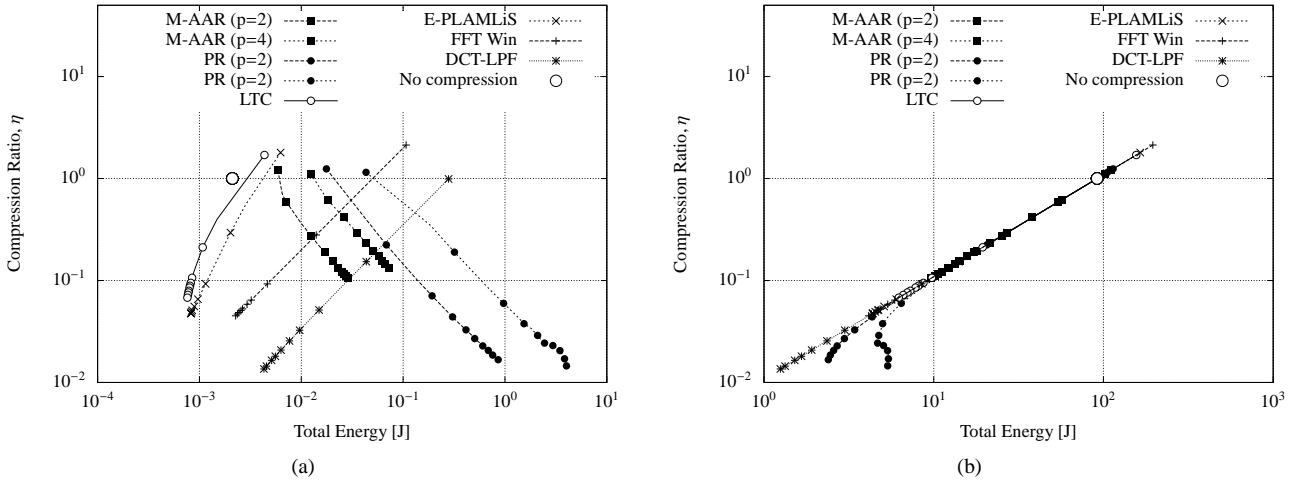 M-AAR (p=2)
M-AAR (p=4)
PR (p=2)
PR (p=2)
LTC
E-PLAMLiS
FFT Win
DCT-LPF
No compression
Compression Ratio, η
10^1
10^0
10^−1
10^−2
10^−4 10^−3 10^−2 10^−1 10^0 10^1
Total Energy [J]
(a)
M-AAR (p=2)
M-AAR (p=4)
PR (p=2)
PR (p=2)
LTC
E-PLAMLiS
FFT Win
DCT-LPF
No compression
Compression Ratio, η
10^1
10^0
10^−1
10^−2
10^0 10^1 10^2 10^3
Total Energy [J]
(b)